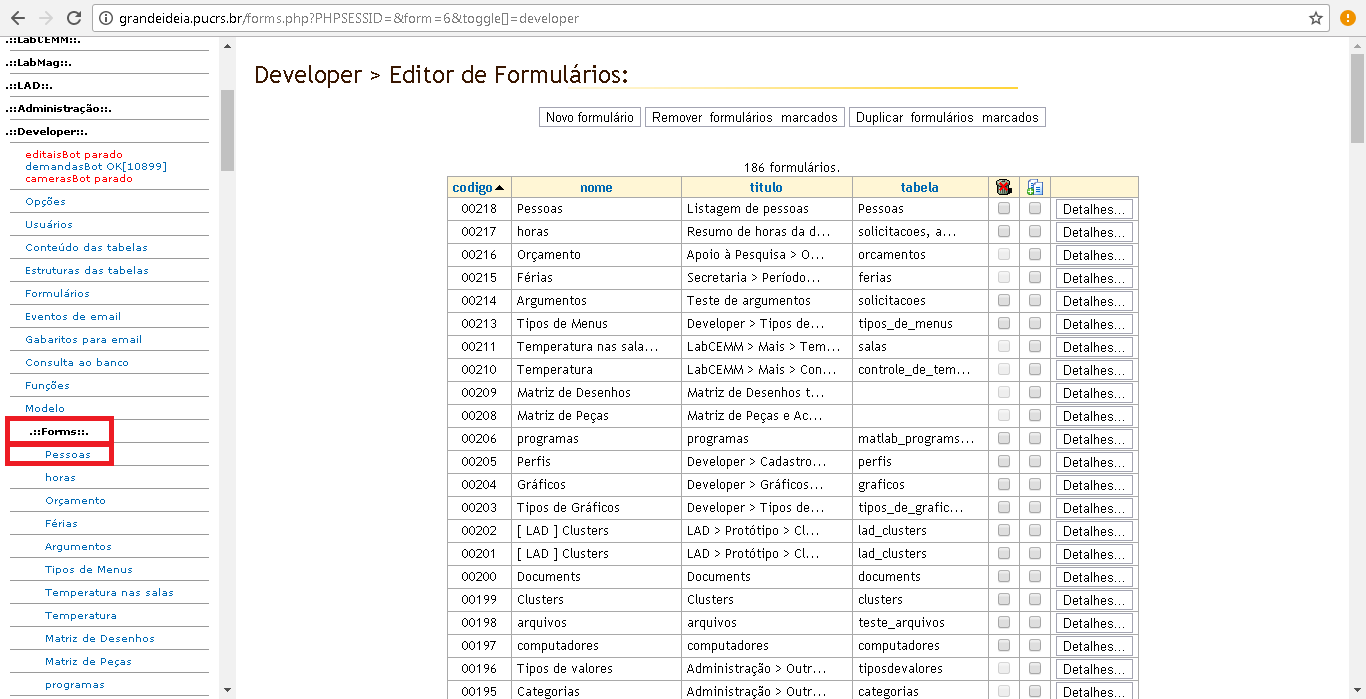 grandeideia.pucrs.br/forms.php?PHPSESSID=&form=6&toggle[]=developer
.::LabCEMM::.
.::LabMag::.
.::LAD::.
.::Administração::.
.::Developer::.
editaisBot parado
demandasBot OK[10899]
camerasBot parado
Opções
Usuários
Conteúdo das tabelas
Estruturas das tabelas
Formulários
Eventos de email
Gabaritos para email
Consulta ao banco
Funções
Modelo
.::Forms::.
Pessoas
horas
Orçamento
Férias
Argumentos
Tipos de Menus
Temperatura nas salas
Temperatura
Matriz de Desenhos
Matriz de Peças
programas
Developer > Editor de Formulários:
Novo formulário Remover formulários marcados Duplicar formulários marcados
186 formulários.
codigo nome titulo tabela
00218 Pessoas Listagem de pessoas Pessoas Detalhes...
00217 horas Resumo de horas da d... solicitacoes, a... Detalhes...
00216 Orçamento Apoio à Pesquisa > O... orcamentos Detalhes...
00215 Férias Secretaria > Período... ferias Detalhes...
00214 Argumentos Teste de argumentos solicitacoes Detalhes...
00213 Tipos de Menus Developer > Tipos de... tipos_de_menus Detalhes...
00211 Temperatura nas sala... LabCEMM > Mais > Tem... salas Detalhes...
00210 Temperatura LabCEMM > Mais > Con... controle_de_tem... Detalhes...
00209 Matriz de Desenhos Matriz de Desenhos t... Detalhes...
00208 Matriz de Peças Matriz de Peças e Ac... Detalhes...
00206 programas programas matlab_programs... Detalhes...
00205 Perfis Developer > Cadastro... perfis Detalhes...
00204 Gráficos Developer > Gráficos... graficos Detalhes...
00203 Tipos de Gráficos Developer > Tipos de... tipos_de_grafic... Detalhes...
00202 [ LAD ] Clusters LAD > Protótipo > Cl... lad_clusters Detalhes...
00201 [ LAD ] Clusters LAD > Protótipo > Cl... lad_clusters Detalhes...
00200 Documents Documents documents Detalhes...
00199 Clusters Clusters clusters Detalhes...
00198 arquivos arquivos teste_arquivos Detalhes...
00197 computadores computadores computadores Detalhes...
00196 Tipos de valores Administração > Outr... tiposdevalores Detalhes...
00195 Categorias Administração > Outr... categorias Detalhes...